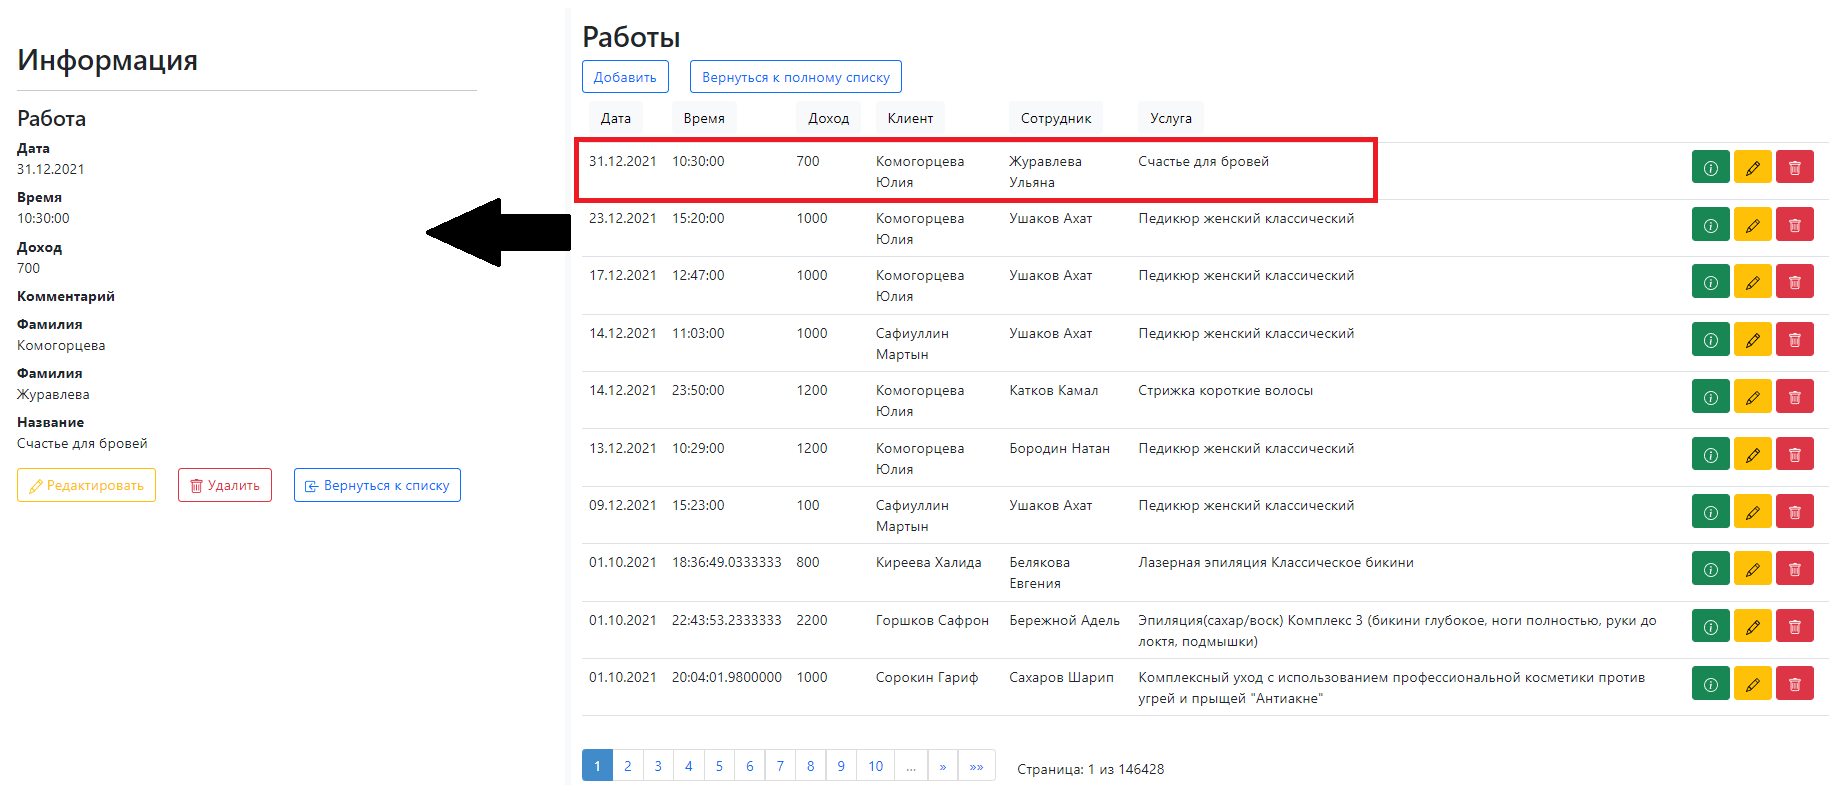 Информация
Работа
Дата
31.12.2021
Время
10:30:00
Доход
700
Комментарий
Фамилия
Комогорцева
Фамилия
Журавлева
Название
Счастье для бровей
Редактировать Удалить Вернуться к списку
Работы
Добавить Вернуться к полному списку
Дата Время Доход Клиент Сотрудник Услуга
31.12.2021 10:30:00 700 Комогорцева Журавлева Счастье для бровей
Юлия Ульяна
23.12.2021 15:20:00 1000 Комогорцева Ушаков Ахат Педикюр женский классический
Юлия
17.12.2021 12:47:00 1000 Комогорцева Ушаков Ахат Педикюр женский классический
Юлия
14.12.2021 11:03:00 1000 Сафиуллин Ушаков Ахат Педикюр женский классический
Мартын
14.12.2021 23:50:00 1200 Комогорцева Катков Камал Стрижка короткие волосы
Юлия
13.12.2021 10:29:00 1200 Комогорцева Бородин Натан Педикюр женский классический
Юлия
09.12.2021 15:23:00 100 Сафиуллин Ушаков Ахат Педикюр женский классический
Мартын
01.10.2021 18:36:49.0333333 800 Киреева Халида Белякова Лазерная эпиляция Классическое бикини
Евгения
01.10.2021 22:43:53.2333333 2200 Горшков Сафрон Бережной Адель Эпиляция(сахар/воск) Комплекс 3 (бикини глубокое, ноги полностью, руки до
локтя, подмышки)
01.10.2021 20:04:01.9800000 1000 Сорокин Гариф Сахаров Шарип Комплексный уход с использованием профессиональной косметики против
угрей и прыщей "Антиакне"
1 2 3 4 5 6 7 8 9 10 ... » »» Страница: 1 из 146428